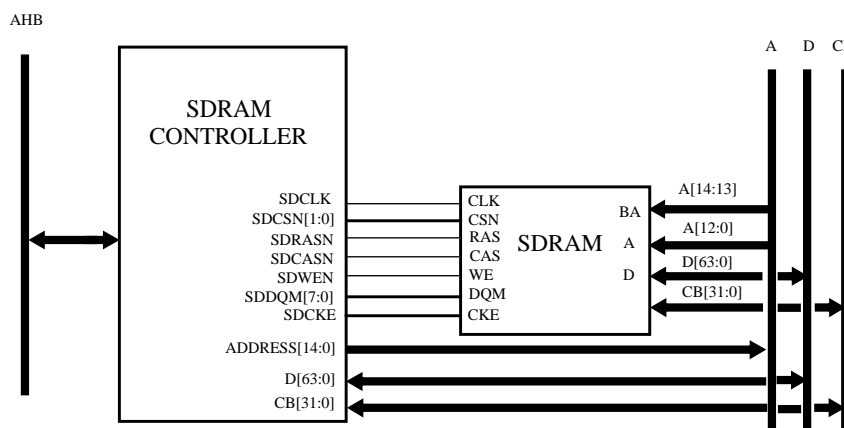 AHB
A D C
SDRAM
CONTROLLER
SDCLK
SDCSN[1:0]
SDRASN
SDCASN
SDWEN
SDDQM[7:0]
SDCKE
ADDRESS[14:0]
D[63:0]
CB[31:0]
CLK
CSN
RAS
CAS
WE
DQM
CKE
SDRAM
BA
A
D
A[14:13]
A[12:0]
D[63:0]
CB[31:0]